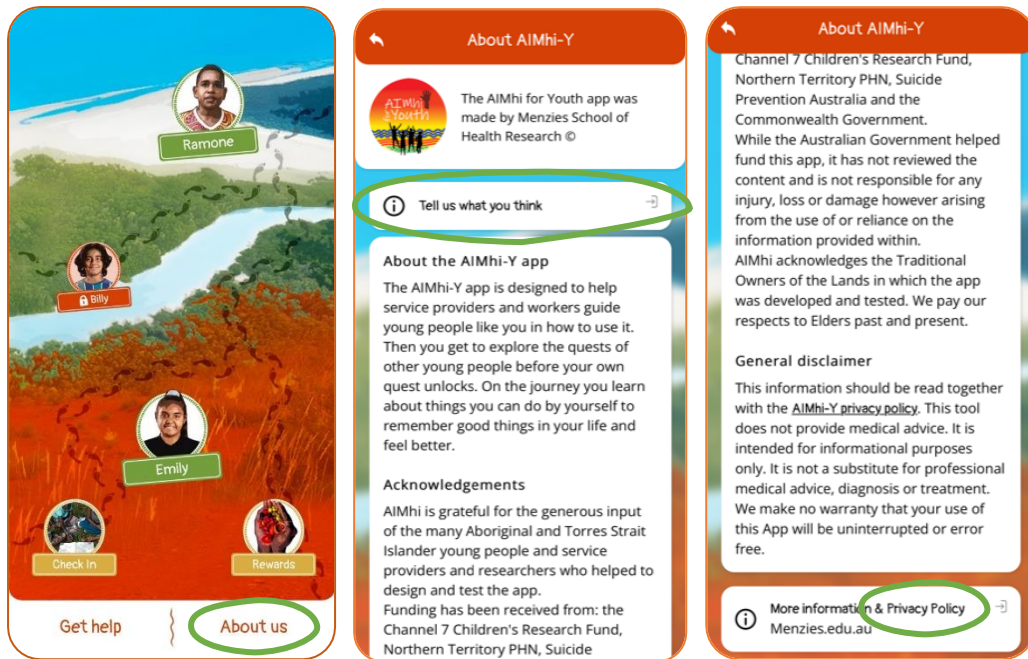 Ramone
Billy
Emily
Check In
Rewards
Get help
About us
About AIMhi-Y
AIMhi
for Youth
The AIMhi for Youth app was
made by Menzies School of
Health Research ©
Tell us what you think
About the AIMhi-Y app
The AIMhi-Y app is designed to help
service providers and workers guide
young people like you in how to use it.
Then you get to explore the quests of
other young people before your own
quest unlocks. On the journey you learn
about things you can do by yourself to
remember good things in your life and
feel better.
Acknowledgements
AIMhi is grateful for the generous input
of the many Aboriginal and Torres Strait
Islander young people and service
providers and researchers who helped to
design and test the app.
Funding has been received from: the
Channel 7 Children's Research Fund,
Northern Territory PHN, Suicide
About AIMhi-Y
Channel 7 Children's Research Fund,
Northern Territory PHN, Suicide
Prevention Australia and the
Commonwealth Government.
While the Australian Government helped
fund this app, it has not reviewed the
content and is not responsible for any
injury, loss or damage however arising
from the use of or reliance on the
information provided within.
AIMhi acknowledges the Traditional
Owners of the Lands in which the app
was developed and tested. We pay our
respects to Elders past and present.
General disclaimer
This information should be read together
with the AIMhi-Y privacy policy. This tool
does not provide medical advice. It is
intended for informational purposes
only. It is not a substitute for professional
medical advice, diagnosis or treatment.
We make no warranty that your use of
this App will be uninterrupted or error
free.
More information & Privacy Policy
Menzies.edu.au